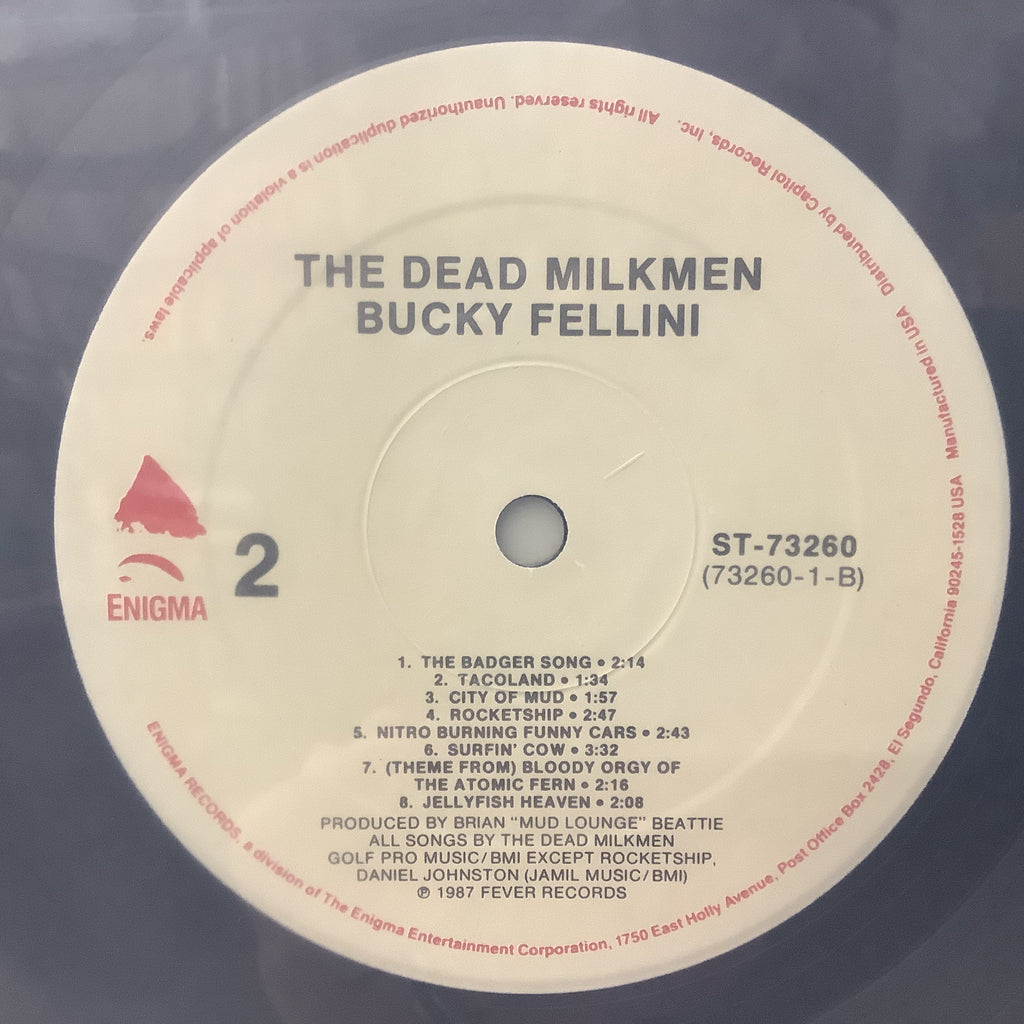 THE DEAD MILKMEN
BUCKY FELLINI
ENIGMA
2
ST-73260
(73260-1-B)
1. THE BADGER SONG • 2:14
2. TACOLAND • 1:34
3. CITY OF MUD • 1:57
4. ROCKETSHIP • 2:47
5. NITRO BURNING FUNNY CARS • 2:43
6. SURFIN' COW • 3:32
7. (THEME FROM) BLOODY ORGY OF
THE ATOMIC FERN • 2:16
8. JELLYFISH HEAVEN • 2:08
PRODUCED BY BRIAN "MUD LOUNGE" BEATTIE
ALL SONGS BY THE DEAD MILKMEN
GOLF PRO MUSIC/BMI EXCEPT ROCKETSHIP,
DANIEL JOHNSTON (JAMIL MUSIC/BMI)
℗ 1987 FEVER RECORDS
ENIGMA RECORDS, a division of The Enigma Entertainment Corporation, 1750 East Holly Avenue, Post Office Box 2428, El Segundo, California 90245-1528 USA Manufactured in USA Distributed by Capitol Records, Inc. All rights reserved. Unauthorized duplication is a violation of applicable laws.